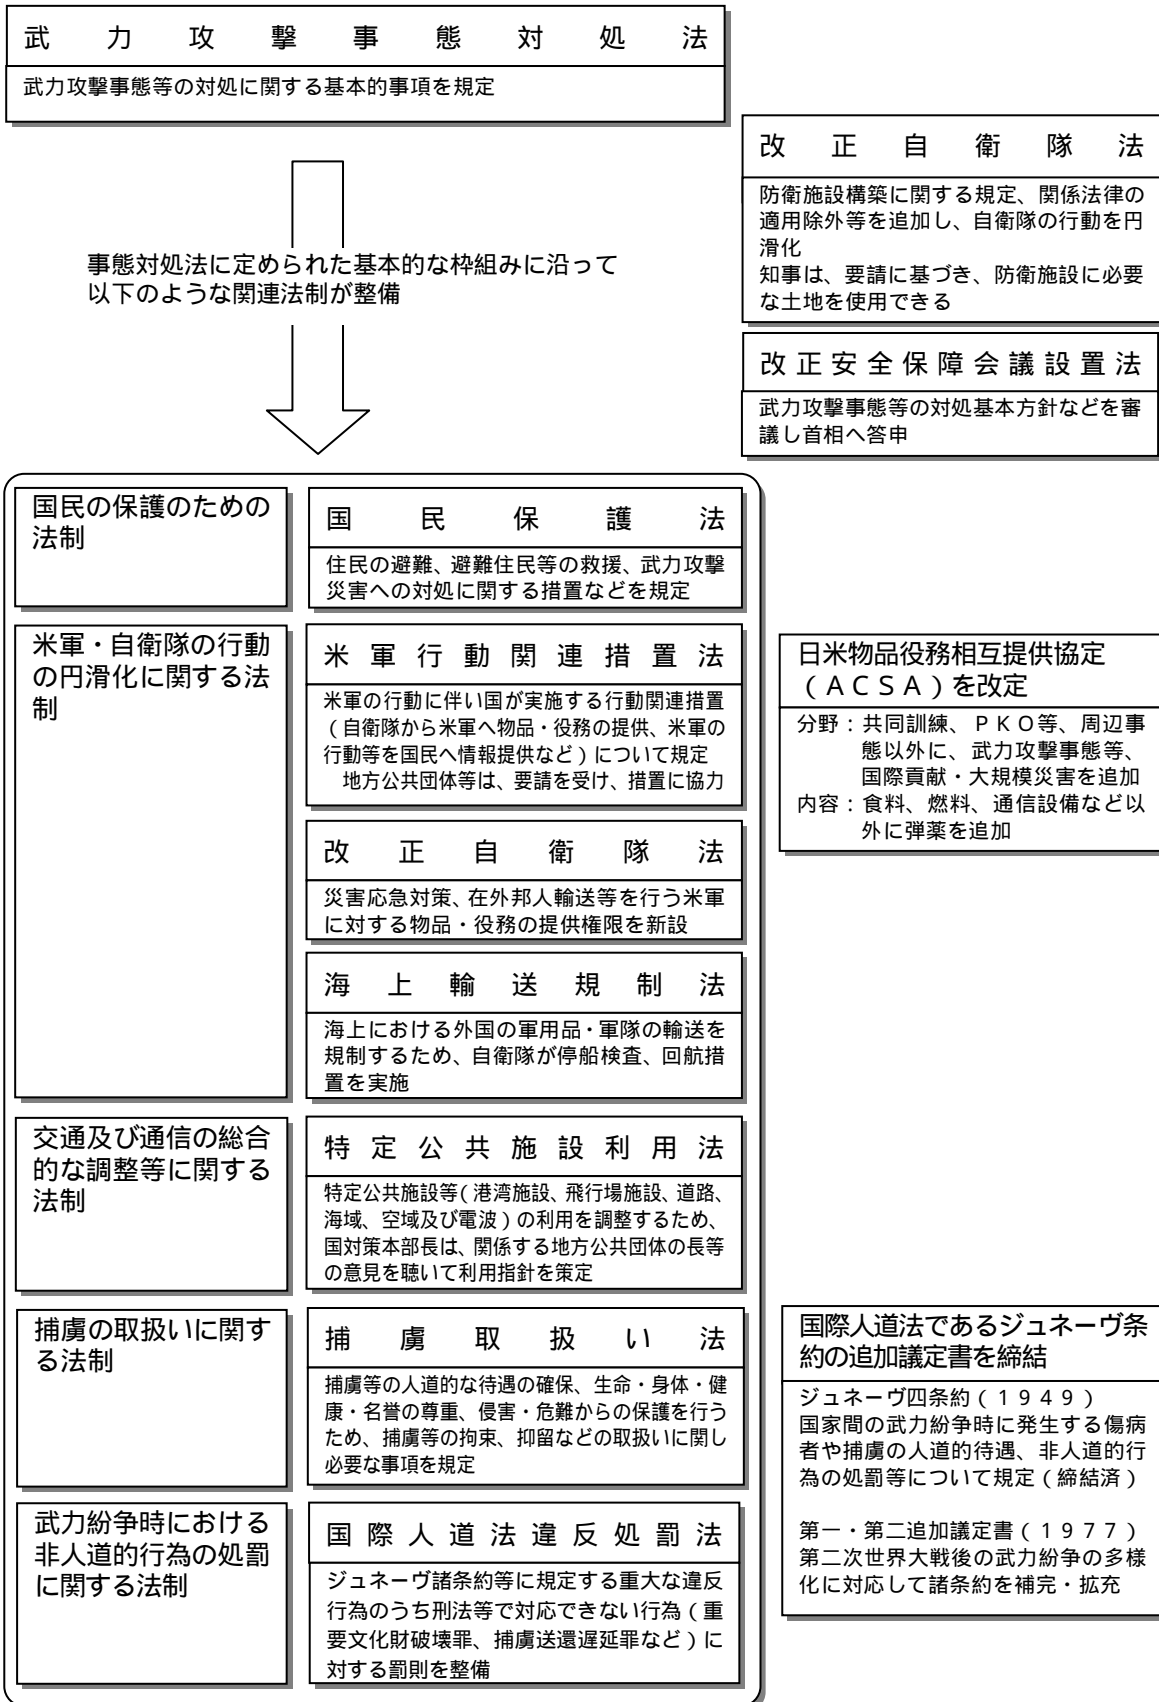 武力攻撃事態対処法
武力攻撃事態等の対処に関する基本的事項を規定
改正自衛隊法
防衛施設構築に関する規定、関係法律の
適用除外等を追加し、自衛隊の行動を円
滑化
知事は、要請に基づき、防衛施設に必要
な土地を使用できる
事態対処法に定められた基本的な枠組みに沿って
以下のような関連法制が整備
改正安全保障会議設置法
武力攻撃事態等の対処基本方針などを審
議し首相へ答申
国民の保護のための
法制
国民保護法
住民の避難、避難住民等の救援、武力攻撃
災害への対処に関する措置などを規定
米軍・自衛隊の行動
の円滑化に関する法
制
米軍行動関連措置法
米軍の行動に伴い国が実施する行動関連措置
(自衛隊から米軍へ物品・役務の提供、米軍の
行動等を国民へ情報提供など)について規定
地方公共団体等は、要請を受け、措置に協力
日米物品役務相互提供協定
(ACSA)を改定
分野:共同訓練、PKO等、周辺事
態以外に、武力攻撃事態等、
国際貢献・大規模災害を追加
内容:食料、燃料、通信設備など以
外に弾薬を追加
改正自衛隊法
災害応急対策、在外邦人輸送等を行う米軍
に対する物品・役務の提供権限を新設
海上輸送規制法
海上における外国の軍用品・軍隊の輸送を
規制するため、自衛隊が停船検査、回航措
置を実施
交通及び通信の総合
的な調整等に関する
法制
特定公共施設利用法
特定公共施設等(港湾施設、飛行場施設、道路、
海域、空域及び電波)の利用を調整するため、
国対策本部長は、関係する地方公共団体の長等
の意見を聴いて利用指針を策定
捕虜の取扱いに関す
る法制
捕虜取扱い法
捕虜等の人道的な待遇の確保、生命・身体・健
康・名誉の尊重、侵害・危難からの保護を行う
ため、捕虜等の拘束、抑留などの取扱いに関し
必要な事項を規定
国際人道法であるジュネーヴ条
約の追加議定書を締結
ジュネーヴ四条約(1949)
国家間の武力紛争時に発生する傷病
者や捕虜の人道的待遇、非人道的行
為の処罰等について規定(締結済)
第一・第二追加議定書(1977)
第二次世界大戦後の武力紛争の多様
化に対応して諸条約を補完・拡充
武力紛争時における
非人道的行為の処罰
に関する法制
国際人道法違反処罰法
ジュネーヴ諸条約等に規定する重大な違反
行為のうち刑法等で対応できない行為(重
要文化財破壊罪、捕虜送還遅延罪など)に
対する罰則を整備